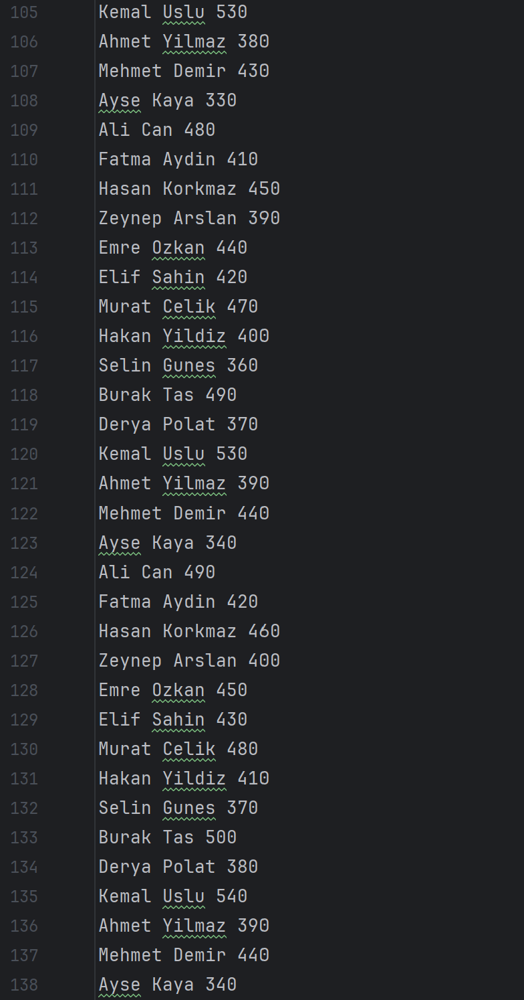 105 Kemal Uslu 530
106 Ahmet Yilmaz 380
107 Mehmet Demir 430
108 Ayse Kaya 330
109 Ali Can 480
110 Fatma Aydin 410
111 Hasan Korkmaz 450
112 Zeynep Arslan 390
113 Emre Ozkan 440
114 Elif Sahin 420
115 Murat Celik 470
116 Hakan Yildiz 400
117 Selin Gunes 360
118 Burak Tas 490
119 Derya Polat 370
120 Kemal Uslu 530
121 Ahmet Yilmaz 390
122 Mehmet Demir 440
123 Ayse Kaya 340
124 Ali Can 490
125 Fatma Aydin 420
126 Hasan Korkmaz 460
127 Zeynep Arslan 400
128 Emre Ozkan 450
129 Elif Sahin 430
130 Murat Celik 480
131 Hakan Yildiz 410
132 Selin Gunes 370
133 Burak Tas 500
134 Derya Polat 380
135 Kemal Uslu 540
136 Ahmet Yilmaz 390
137 Mehmet Demir 440
138 Ayse Kaya 340